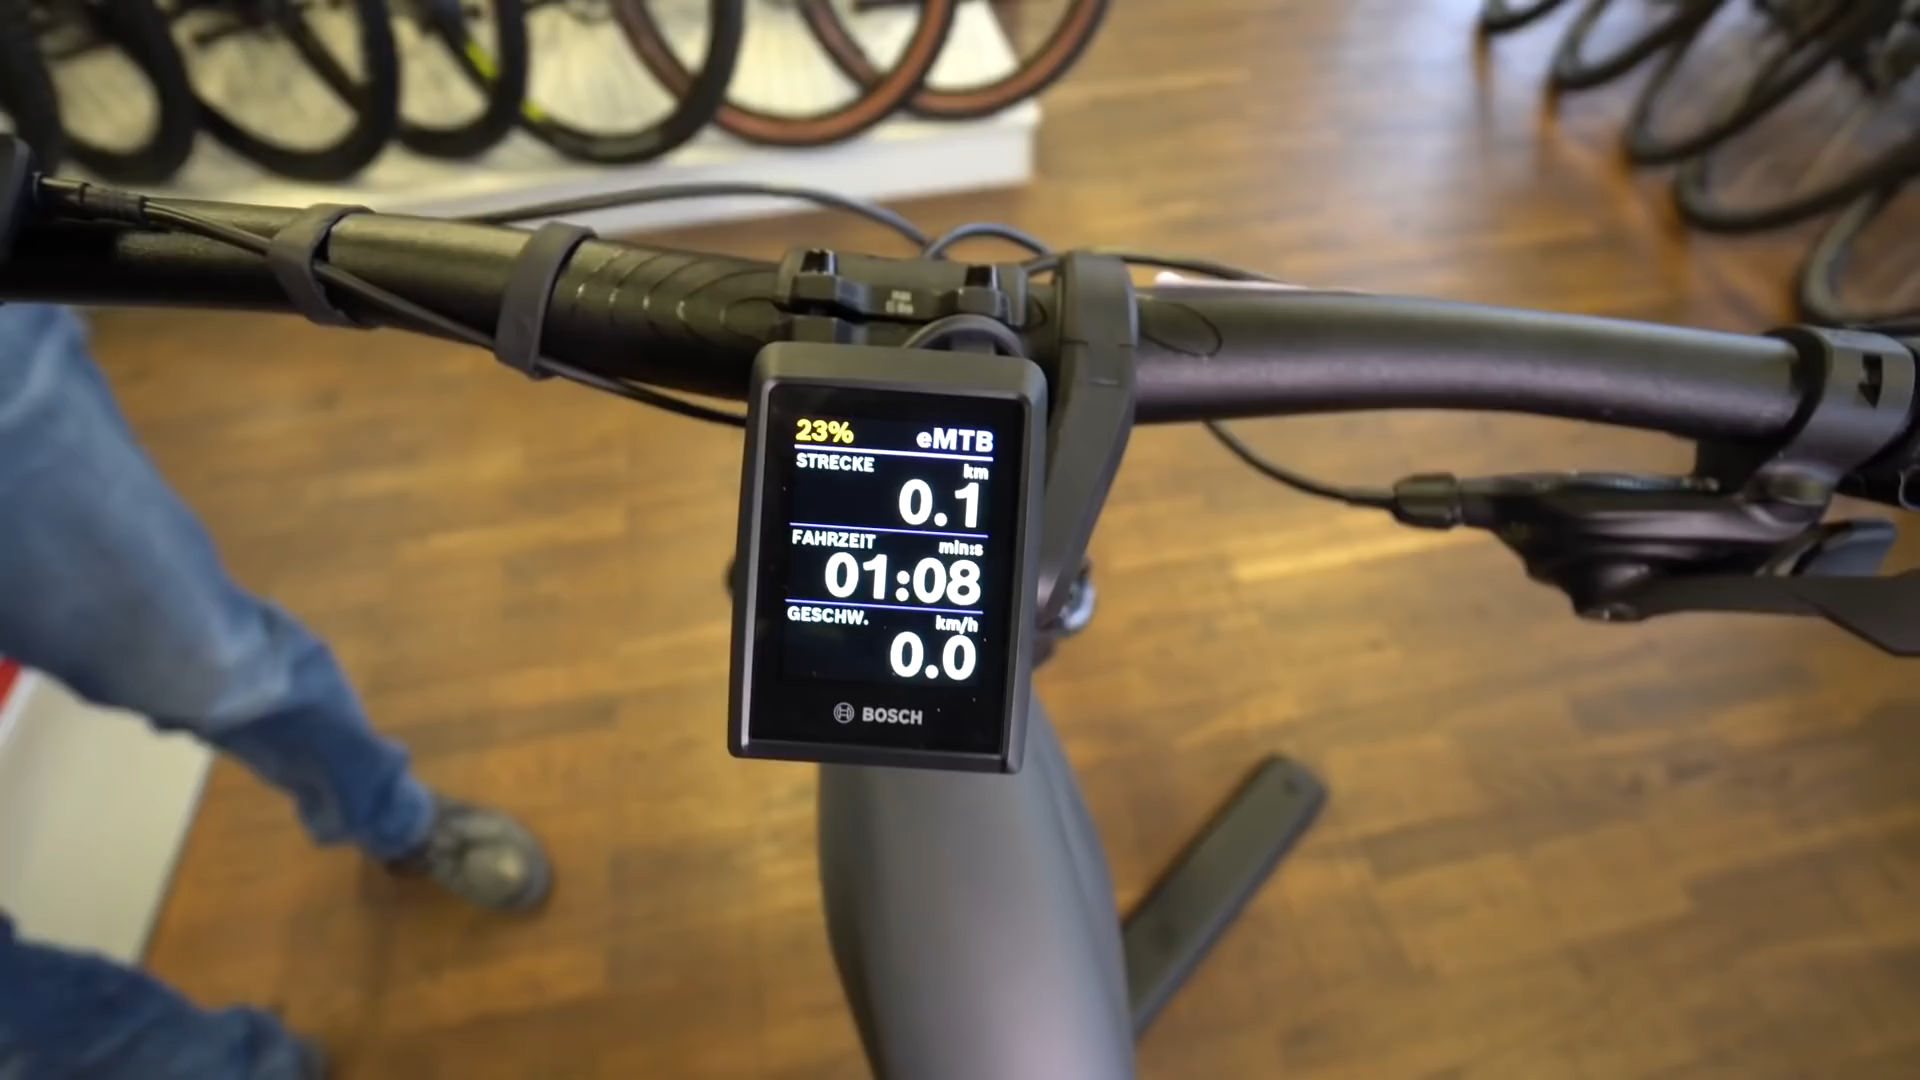 23% eMTB
STRECKE km
0.1
FAHRZEIT min:s
01:08
GESCHW. km/h
0.0
BOSCH